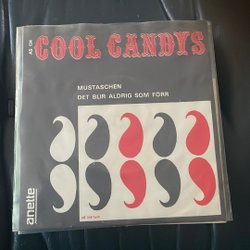 COOL CANDYS
MUSTASCHEN
DET BLIR ALDRIG SOM FÖRR
anette